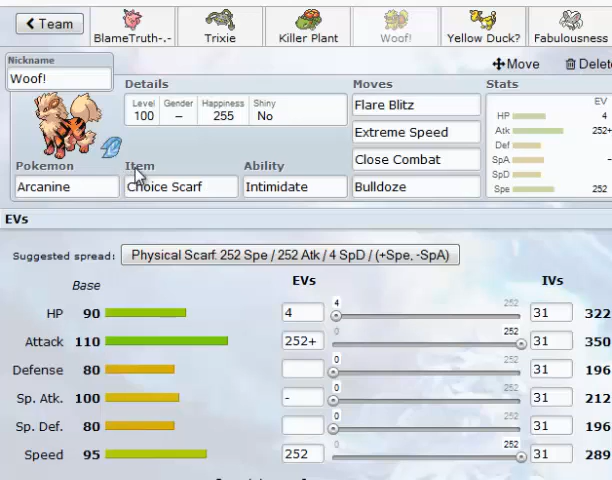 Team
BlameTruth-.-
Trixie
Killer Plant
Woof!
Yellow Duck?
Fabulousness
Move
Delet
Nickname
Woof!
Details
Level
Gender
Happiness
Shiny
100
–
255
No
Moves
Flare Blitz
Extreme Speed
Close Combat
Bulldoze
Stats
EV
HP 4
Atk 252+
Def
SpA -
SpD
Spe 252
Pokemon
Item
Ability
Arcanine
Choice Scarf
Intimidate
EVs
Suggested spread: Physical Scarf: 252 Spe / 252 Atk / 4 SpD / (+Spe, -SpA)
Base EVs IVs
HP 90 4 4 252 31 322
Attack 110 252+ 0 252 31 350
Defense 80 0 252 31 196
Sp. Atk. 100 - 0 252 31 212
Sp. Def. 80 0 252 31 196
Speed 95 252 0 252 31 289